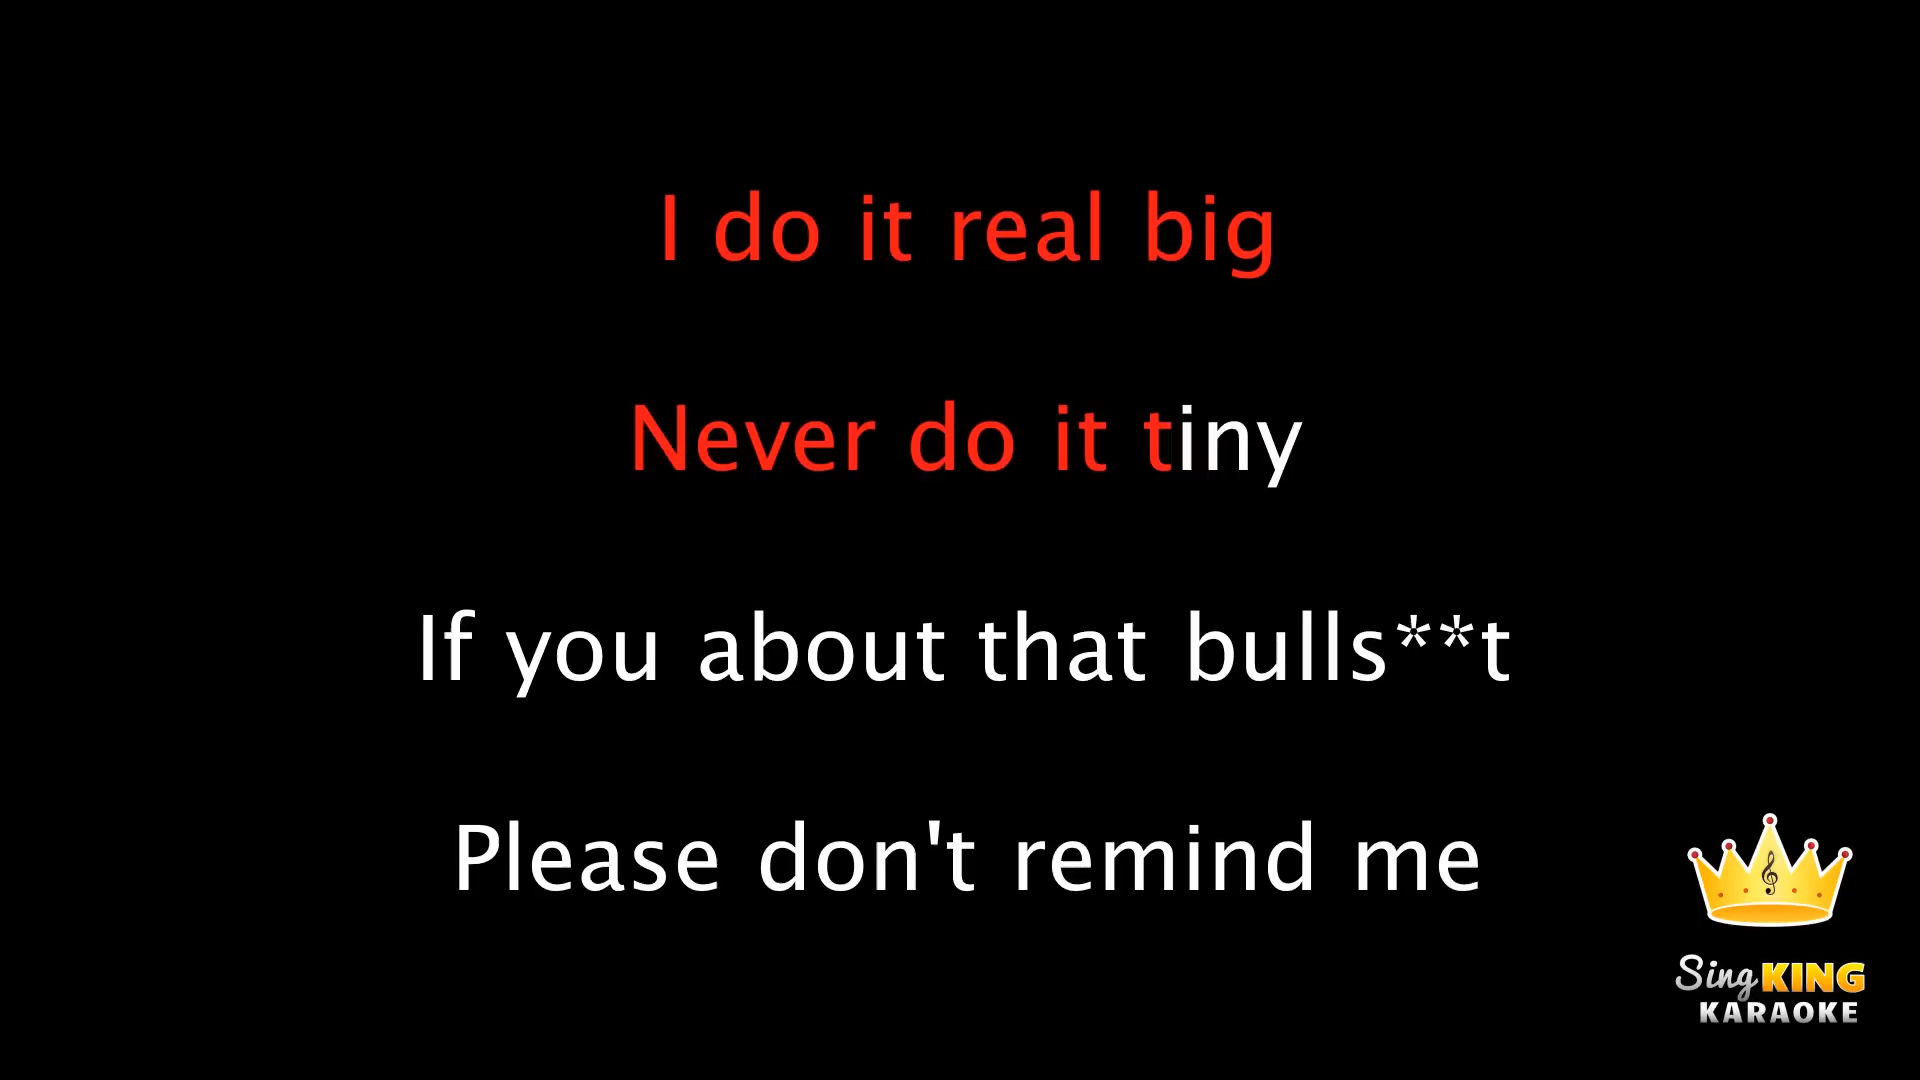 I do it real big
Never do it tiny
If you about that bulls**t
Please don't remind me
Sing KING
KARAOKE